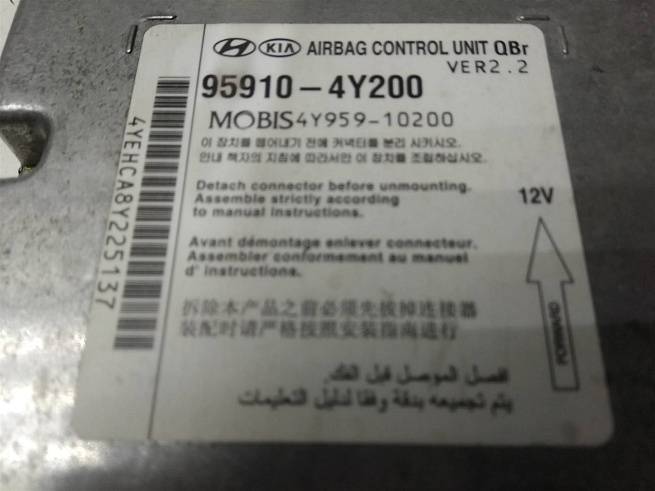 KIA AIRBAG CONTROL UNIT QBr
VER2.2
95910-4Y200
MOBIS 4Y959-10200
이 장치를 떼어내기 전에 커넥터를 분리 시키시오.
안내 책자의 지침에 따라서만 이 장치를 조립하십시오.
Detach connector before unmounting.
Assemble strictly according
to manual instructions.
12V
Avant démontage enlever connecteur.
Assembler conformement au manuel
d' instructions.
拆除本产品之前必须先拔掉连接器
装配时请严格按照安装指南进行
افصل الموصل قبل الفك.
يتم تجميعه بدقة وفقا لدليل التعليمات
FORWARD
4YEHCA8Y225137